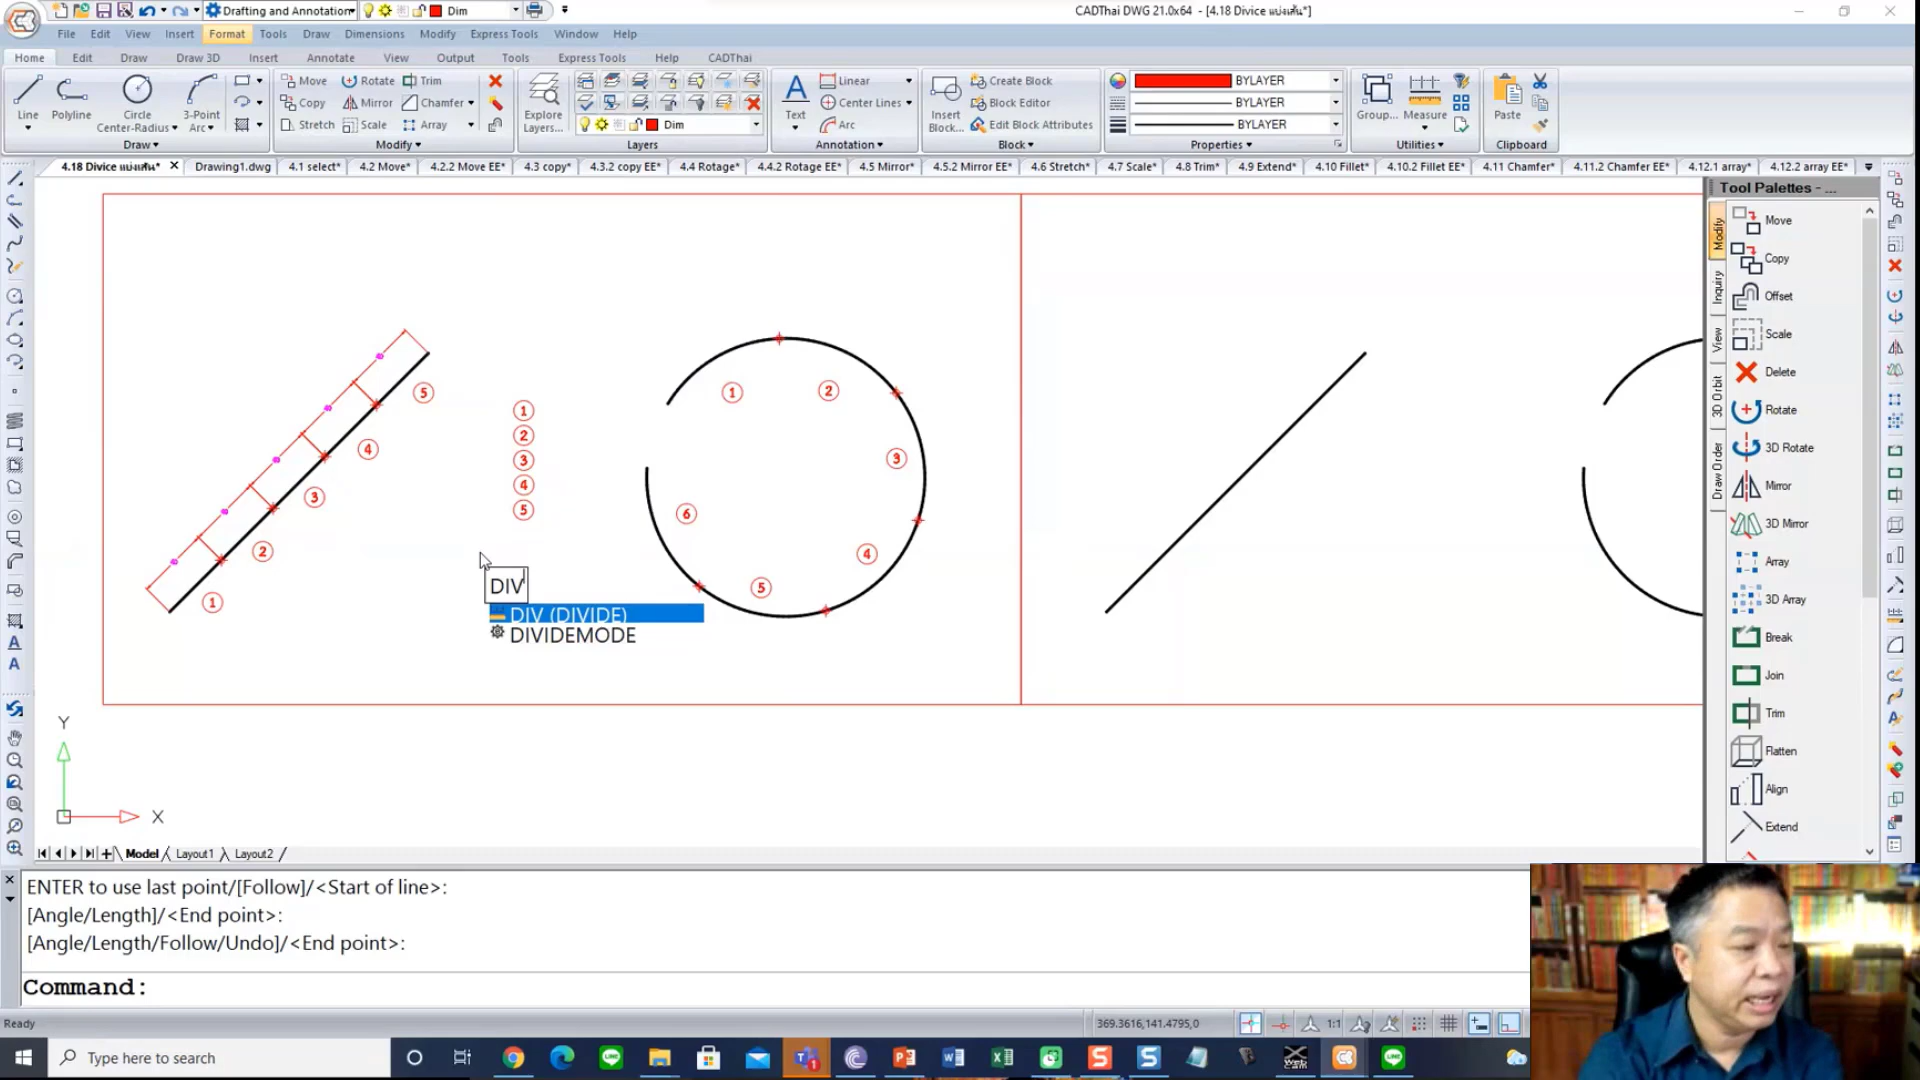 Drafting and Annotation
Dim
CADThai DWG 21.0x64 - [4.18 Divice แบ่งเส้น*]
File Edit View Insert Format Tools Draw Dimensions Modify Express Tools Window Help
Home Edit Draw Draw 3D Insert Annotate View Output Tools Express Tools Help CADThai
Line
Polyline
Circle
Center-Radius
3-Point
Arc
Draw
Move Rotate Trim
Copy Mirror Chamfer
Stretch Scale Array
Modify
Explore
Layers...
Dim
Layers
Text
Linear
Center Lines
Arc
Annotation
Insert
Block...
Create Block
Block Editor
Edit Block Attributes
Block
BYLAYER
BYLAYER
BYLAYER
Properties
Group...
Measure
Utilities
Paste
Clipboard
4.18 Divice แบ่งเส้น* Drawing1.dwg 4.1 select* 4.2 Move* 4.2.2 Move EE* 4.3 copy* 4.3.2 copy EE* 4.4 Rotage* 4.4.2 Rotage EE* 4.5 Mirror* 4.5.2 Mirror EE* 4.6 Stretch* 4.7 Scale* 4.8 Trim* 4.9 Extend* 4.10 Fillet* 4.10.2 Fillet EE* 4.11 Chamfer* 4.11.2 Chamfer EE* 4.12.1 array* 4.12.2 array EE*
Tool Palettes - ...
Modify
Inquiry
View
3D Orbit
Draw Order
Move
Copy
Offset
Scale
Delete
Rotate
3D Rotate
Mirror
3D Mirror
Array
3D Array
Break
Join
Trim
Flatten
Align
Extend
5
4
3
2
1
1
2
3
4
5
1
2
3
4
5
6
DIV
DIV (DIVIDE)
DIVIDEMODE
Y
X
Model Layout1 Layout2
ENTER to use last point/[Follow]/<Start of line>:
[Angle/Length]/<End point>:
[Angle/Length/Follow/Undo]/<End point>:
Command:
Ready
369.3616,141.4795,0
1:1
Type here to search